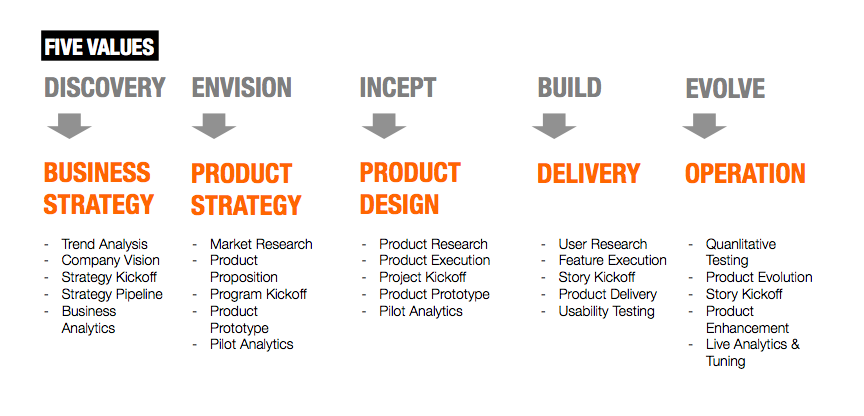 FIVE VALUES
DISCOVERY
BUSINESS
STRATEGY
- Trend Analysis
- Company Vision
- Strategy Kickoff
- Strategy Pipeline
- Business
Analytics
ENVISION
PRODUCT
STRATEGY
- Market Research
- Product
Proposition
- Program Kickoff
- Product
Prototype
- Pilot Analytics
INCEPT
PRODUCT
DESIGN
- Product Research
- Product Execution
- Project Kickoff
- Product Prototype
- Pilot Analytics
BUILD
DELIVERY
- User Research
- Feature Execution
- Story Kickoff
- Product Delivery
- Usability Testing
EVOLVE
OPERATION
- Quanlitative
Testing
- Product Evolution
- Story Kickoff
- Product
Enhancement
- Live Analytics &
Tuning